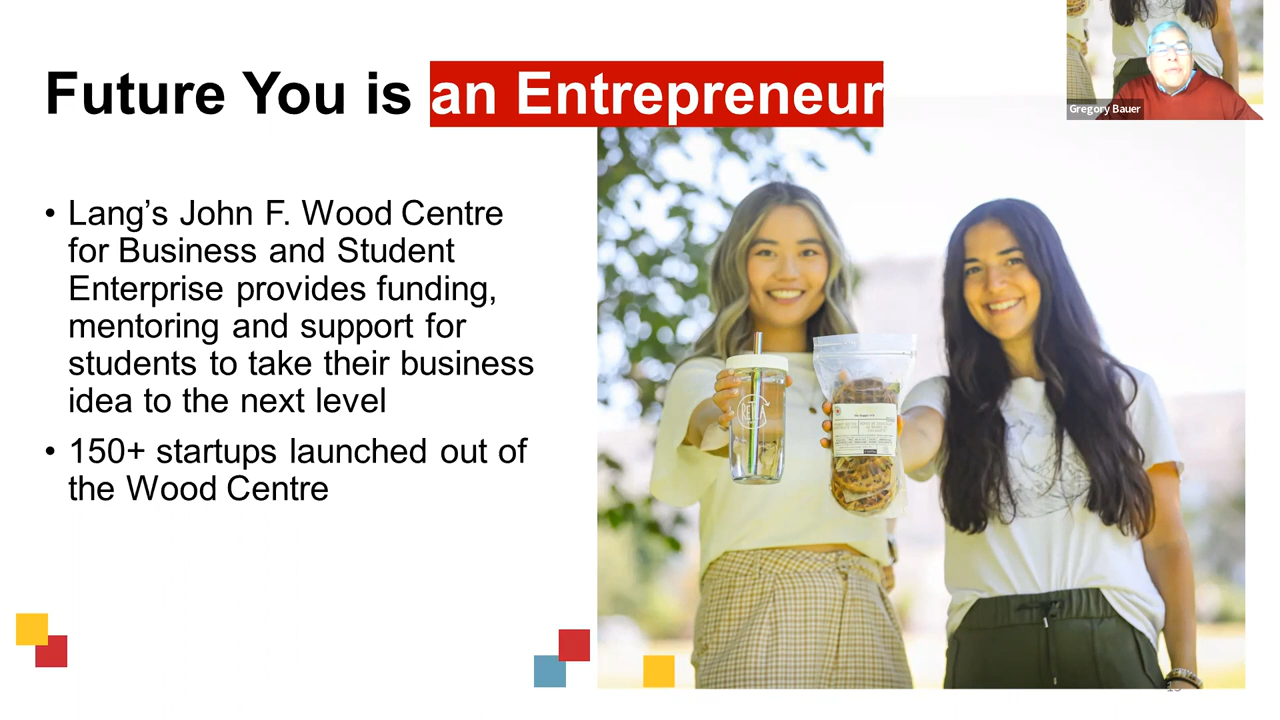 Future You is an Entrepreneur
Gregory Bauer
• Lang’s John F. Wood Centre
for Business and Student
Enterprise provides funding,
mentoring and support for
students to take their business
idea to the next level
• 150+ startups launched out of
the Wood Centre